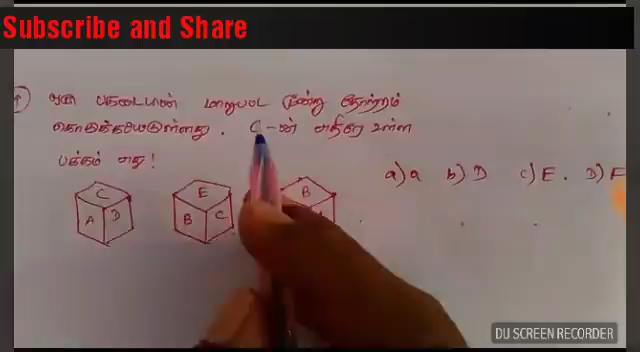 Subscribe and Share
ஒரு பகடையின் மாறுபட்ட மூன்று தோற்றம்
கொடுக்கப்பட்டுள்ளது. C-ன் எதிரே உள்ள
பக்கம் எது!
a) a b) D c) E. D) F
C E B
A D B C
DU SCREEN RECORDER